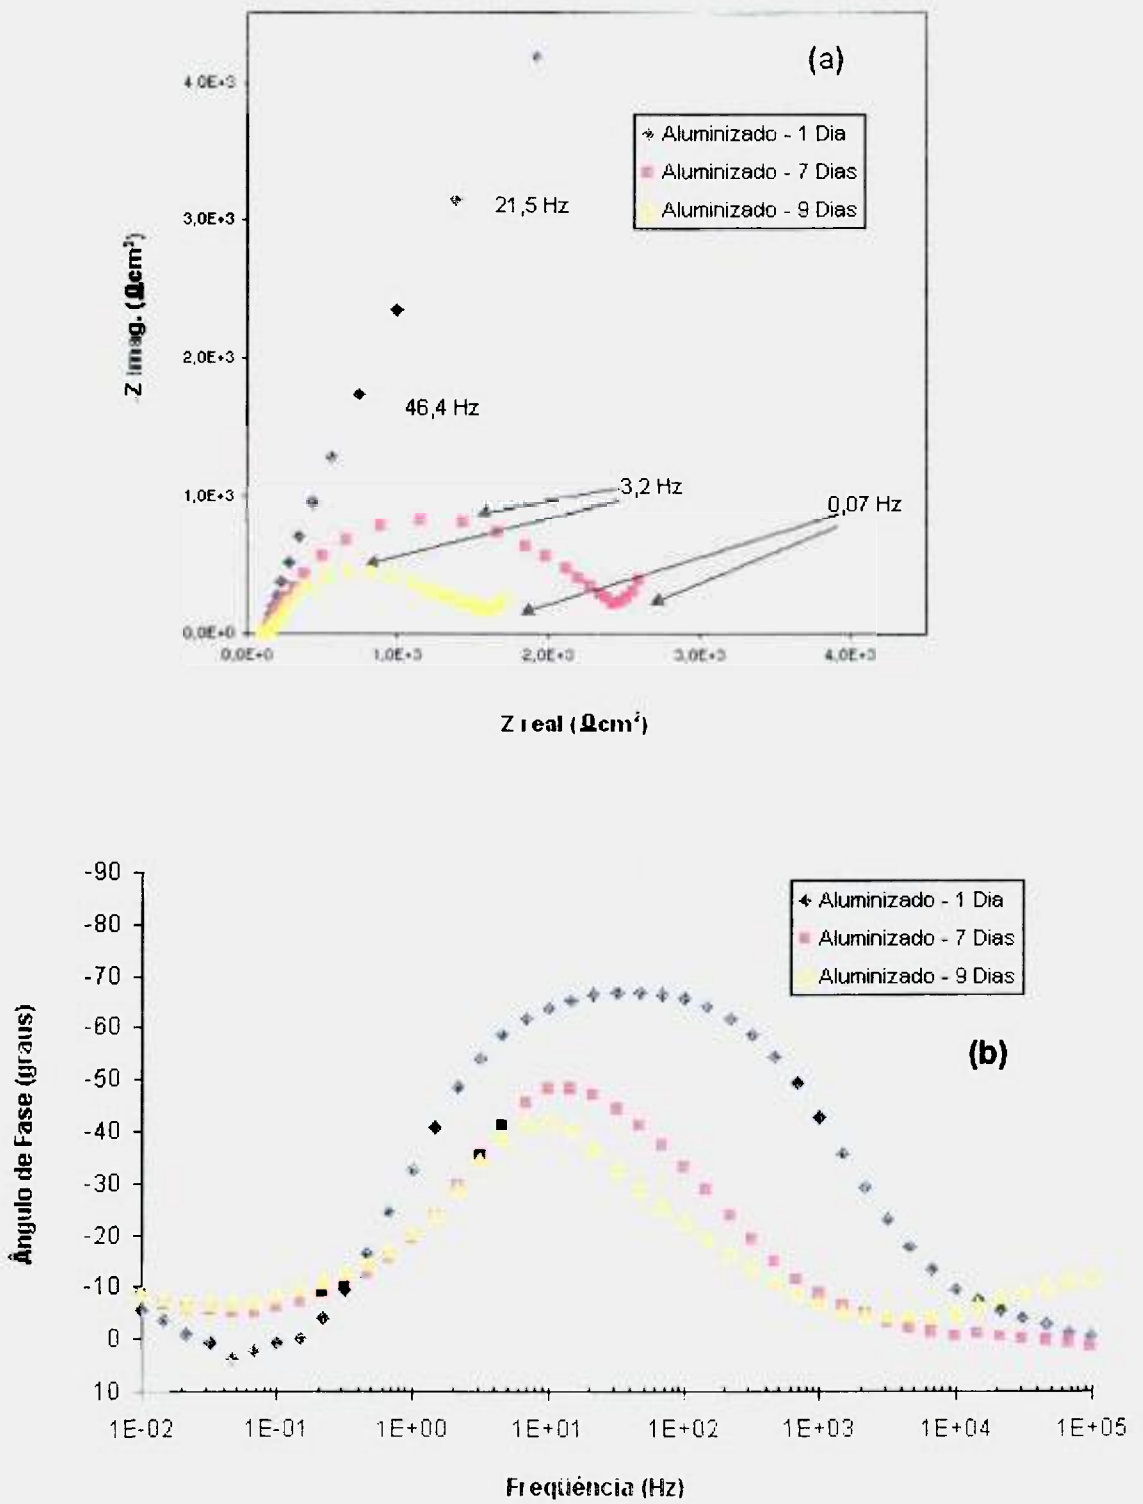 (a)
4,0E+3
Aluminizado - 1 Dia
Aluminizado - 7 Dias
Aluminizado - 9 Dias
3,0E+3
21,5 Hz
-Z Imag. (Ωcm²)
2,0E+3
46,4 Hz
1,0E+3
3,2 Hz
0,07 Hz
0,0E+0
0,0E+0 1,0E+3 2,0E+3 3,0E+3 4,0E+3
Z real (Ωcm²)
-90
Aluminizado - 1 Dia
Aluminizado - 7 Dias
Aluminizado - 9 Dias
-80
-70
-60
(b)
-50
Ângulo de Fase (graus)
-40
-30
-20
-10
0
10
1E-02 1E-01 1E+00 1E+01 1E+02 1E+03 1E+04 1E+05
Freqüência (Hz)